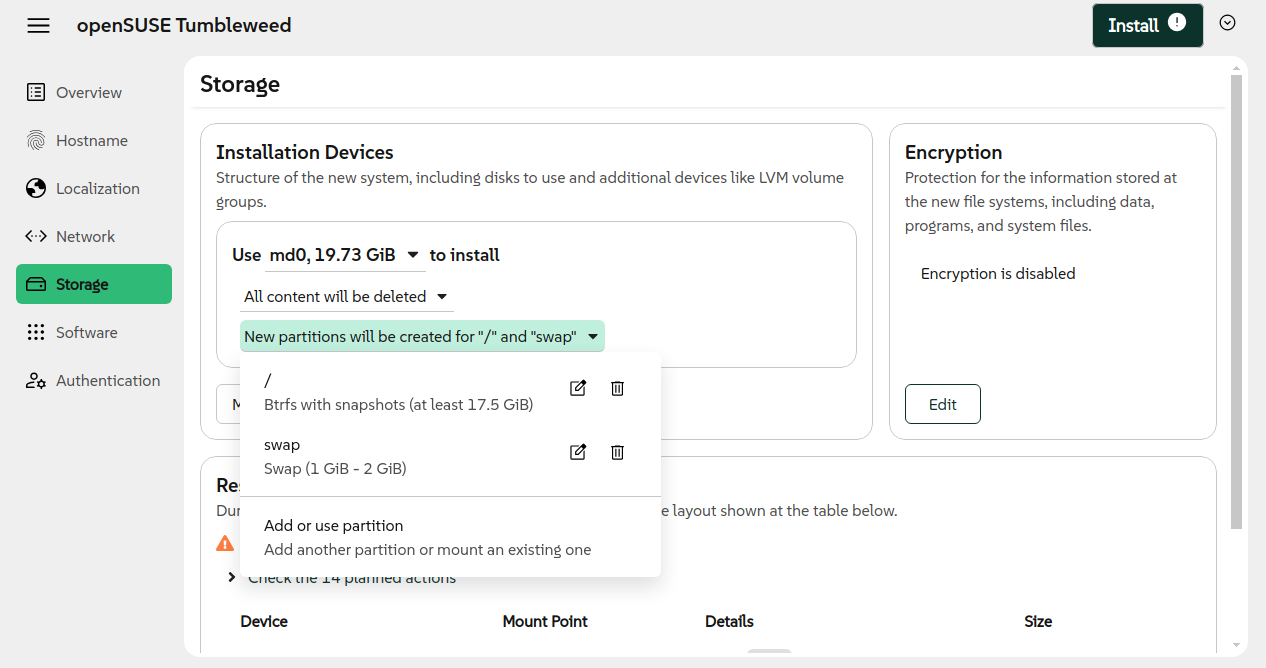 openSUSE Tumbleweed
Install
Overview
Hostname
Localization
Network
Storage
Software
Authentication
Storage
Installation Devices
Structure of the new system, including disks to use and additional devices like LVM volume
groups.
Use md0, 19.73 GiB to install
All content will be deleted
New partitions will be created for "/" and "swap"
/
Btrfs with snapshots (at least 17.5 GiB)
swap
Swap (1 GiB - 2 GiB)
Add or use partition
Add another partition or mount an existing one
Encryption
Protection for the information stored at
the new file systems, including data,
programs, and system files.
Encryption is disabled
Edit
layout shown at the table below.
Check the 14 planned actions
Device Mount Point Details Size